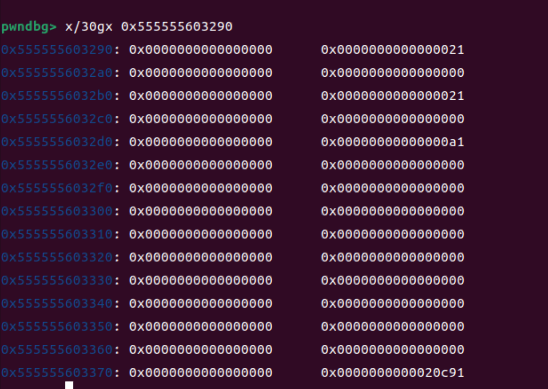 pwndbg> x/30gx 0x555555603290
0x555555603290: 0x0000000000000000 0x0000000000000021
0x5555556032a0: 0x0000000000000000 0x0000000000000000
0x5555556032b0: 0x0000000000000000 0x0000000000000021
0x5555556032c0: 0x0000000000000000 0x0000000000000000
0x5555556032d0: 0x0000000000000000 0x00000000000000a1
0x5555556032e0: 0x0000000000000000 0x0000000000000000
0x5555556032f0: 0x0000000000000000 0x0000000000000000
0x555555603300: 0x0000000000000000 0x0000000000000000
0x555555603310: 0x0000000000000000 0x0000000000000000
0x555555603320: 0x0000000000000000 0x0000000000000000
0x555555603330: 0x0000000000000000 0x0000000000000000
0x555555603340: 0x0000000000000000 0x0000000000000000
0x555555603350: 0x0000000000000000 0x0000000000000000
0x555555603360: 0x0000000000000000 0x0000000000000000
0x555555603370: 0x0000000000000000 0x0000000000020c91